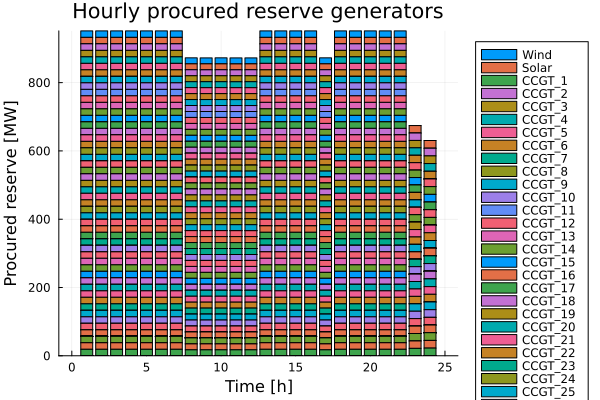 Hourly procured reserve generators
Procured reserve [MW]
800
600
400
200
0
0 5 10 15 20 25
Time [h]
Wind
Solar
CCGT_1
CCGT_2
CCGT_3
CCGT_4
CCGT_5
CCGT_6
CCGT_7
CCGT_8
CCGT_9
CCGT_10
CCGT_11
CCGT_12
CCGT_13
CCGT_14
CCGT_15
CCGT_16
CCGT_17
CCGT_18
CCGT_19
CCGT_20
CCGT_21
CCGT_22
CCGT_23
CCGT_24
CCGT_25